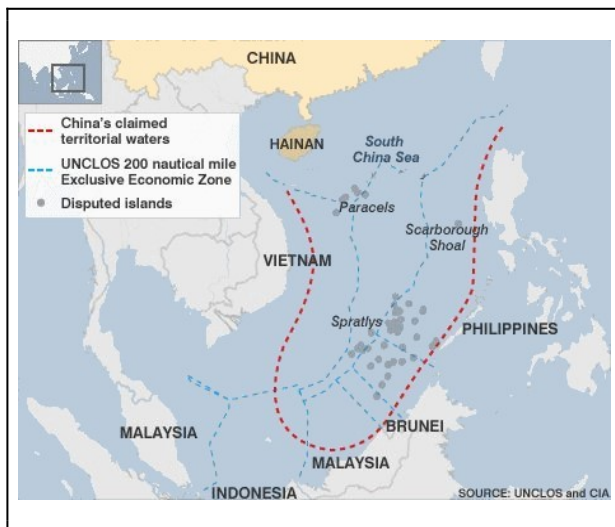 CHINA
China's claimed
territorial waters
UNCLOS 200 nautical mile
Exclusive Economic Zone
Disputed islands
HAINAN
South
China Sea
Paracels
Scarborough
Shoal
VIETNAM
Spratlys
PHILIPPINES
BRUNEI
MALAYSIA
MALAYSIA
INDONESIA
SOURCE: UNCLOS and CIA